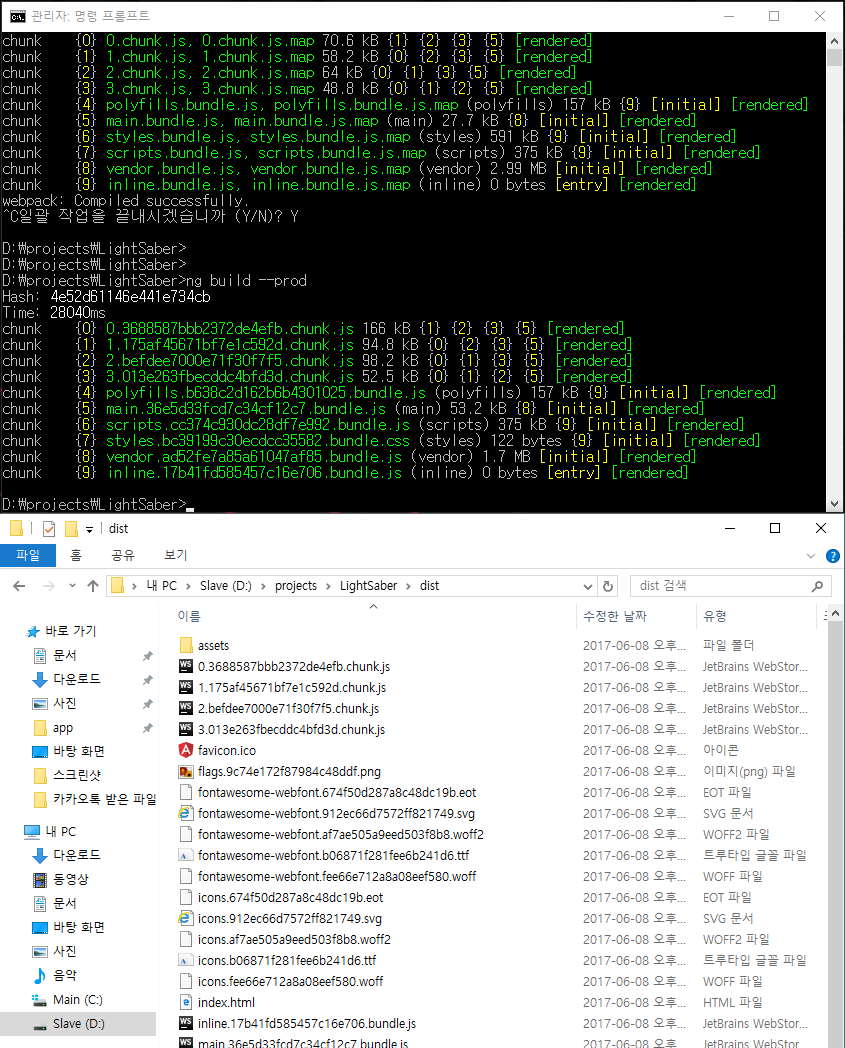 관리자: 명령 프롬프트
chunk {0} 0.chunk.js, 0.chunk.js.map 70.6 kB {1} {2} {3} {5} [rendered]
chunk {1} 1.chunk.js, 1.chunk.js.map 58.2 kB {0} {2} {3} {5} [rendered]
chunk {2} 2.chunk.js, 2.chunk.js.map 64 kB {0} {1} {3} {5} [rendered]
chunk {3} 3.chunk.js, 3.chunk.js.map 48.8 kB {0} {1} {2} {5} [rendered]
chunk {4} polyfills.bundle.js, polyfills.bundle.js.map (polyfills) 157 kB {9} [initial] [rendered]
chunk {5} main.bundle.js, main.bundle.js.map (main) 27.7 kB {8} [initial] [rendered]
chunk {6} styles.bundle.js, styles.bundle.js.map (styles) 591 kB {9} [initial] [rendered]
chunk {7} scripts.bundle.js, scripts.bundle.js.map (scripts) 375 kB {9} [initial] [rendered]
chunk {8} vendor.bundle.js, vendor.bundle.js.map (vendor) 2.99 MB [initial] [rendered]
chunk {9} inline.bundle.js, inline.bundle.js.map (inline) 0 bytes [entry] [rendered]
webpack: Compiled successfully.
^C일괄 작업을 끝내시겠습니까 (Y/N)? Y
D:₩projects₩LightSaber>
D:₩projects₩LightSaber>
D:₩projects₩LightSaber>ng build --prod
Hash: 4e52d61146e441e734cb
Time: 28040ms
chunk {0} 0.3688587bbb2372de4efb.chunk.js 166 kB {1} {2} {3} {5} [rendered]
chunk {1} 1.175af45671bf7e1c592d.chunk.js 94.8 kB {0} {2} {3} {5} [rendered]
chunk {2} 2.befdee7000e71f30f7f5.chunk.js 98.2 kB {0} {1} {3} {5} [rendered]
chunk {3} 3.013e263fbecddc4bfd3d.chunk.js 52.5 kB {0} {1} {2} {5} [rendered]
chunk {4} polyfills.b638c2d162b6b4301025.bundle.js (polyfills) 157 kB {9} [initial] [rendered]
chunk {5} main.36e5d33fcd7c34cf12c7.bundle.js (main) 53.2 kB {8} [initial] [rendered]
chunk {6} scripts.cc374c930dc28df7e992.bundle.js (scripts) 375 kB {9} [initial] [rendered]
chunk {7} styles.bc39199c30ecdcc35582.bundle.css (styles) 122 bytes {9} [initial] [rendered]
chunk {8} vendor.ad52fe7a85a61047af85.bundle.js (vendor) 1.7 MB [initial] [rendered]
chunk {9} inline.17b41fd585457c16e706.bundle.js (inline) 0 bytes [entry] [rendered]
D:₩projects₩LightSaber>
dist
파일 홈 공유 보기
내 PC > Slave (D:) > projects > LightSaber > dist
dist 검색
이름 수정한 날짜 유형
바로 가기
문서
다운로드
사진
app
바탕 화면
스크린샷
카카오톡 받은 파일
내 PC
다운로드
동영상
문서
바탕 화면
사진
음악
Main (C:)
Slave (D:)
assets 2017-06-08 오후... 파일 폴더
0.3688587bbb2372de4efb.chunk.js 2017-06-08 오후... JetBrains WebStor...
1.175af45671bf7e1c592d.chunk.js 2017-06-08 오후... JetBrains WebStor...
2.befdee7000e71f30f7f5.chunk.js 2017-06-08 오후... JetBrains WebStor...
3.013e263fbecddc4bfd3d.chunk.js 2017-06-08 오후... JetBrains WebStor...
favicon.ico 2017-06-08 오후... 아이콘
flags.9c74e172f87984c48ddf.png 2017-06-08 오후... 이미지(png) 파일
fontawesome-webfont.674f50d287a8c48dc19b.eot 2017-06-08 오후... EOT 파일
fontawesome-webfont.912ec66d7572ff821749.svg 2017-06-08 오후... SVG 문서
fontawesome-webfont.af7ae505a9eed503f8b8.woff2 2017-06-08 오후... WOFF2 파일
fontawesome-webfont.b06871f281fee6b241d6.ttf 2017-06-08 오후... 트루타입 글꼴 파일
fontawesome-webfont.fee66e712a8a08eef580.woff 2017-06-08 오후... WOFF 파일
icons.674f50d287a8c48dc19b.eot 2017-06-08 오후... EOT 파일
icons.912ec66d7572ff821749.svg 2017-06-08 오후... SVG 문서
icons.af7ae505a9eed503f8b8.woff2 2017-06-08 오후... WOFF2 파일
icons.b06871f281fee6b241d6.ttf 2017-06-08 오후... 트루타입 글꼴 파일
icons.fee66e712a8a08eef580.woff 2017-06-08 오후... WOFF 파일
index.html 2017-06-08 오후... HTML 파일
inline.17b41fd585457c16e706.bundle.js 2017-06-08 오후... JetBrains WebStor...
main.36e5d33fcd7c34cf12c7.bundle.js 2017-06-08 오후... JetBrains WebStor...